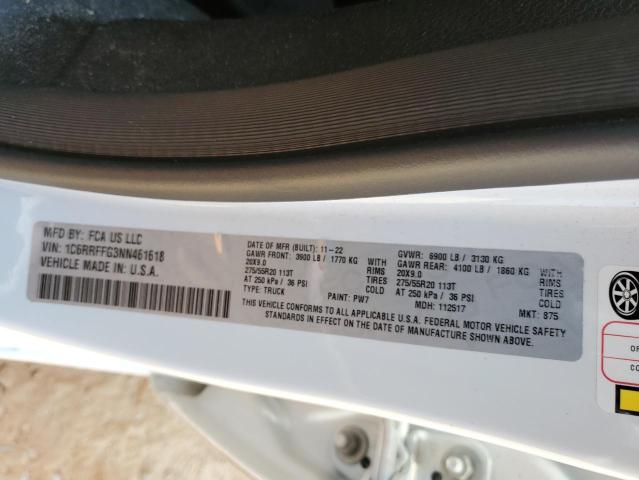 MFD BY: FCA US LLC
VIN: 1C6RRFFG3NN461618
VEHICLE MADE IN U.S.A.
DATE OF MFR (BUILT): 11-22
GAWR FRONT: 3900 LB / 1770 KG WITH
20X9.0 RIMS
275/55R20 113T TIRES
AT 250 kPa / 36 PSI COLD
TYPE: TRUCK PAINT: PW7
GVWR: 6900 LB / 3130 KG
GAWR REAR: 4100 LB / 1860 KG WITH
20X9.0 RIMS
275/55R20 113T TIRES
AT 250 kPa / 36 PSI COLD
MDH: 112517 MKT: 875
THIS VEHICLE CONFORMS TO ALL APPLICABLE U.S.A. FEDERAL MOTOR VEHICLE SAFETY
STANDARDS IN EFFECT ON THE DATE OF MANUFACTURE SHOWN ABOVE.